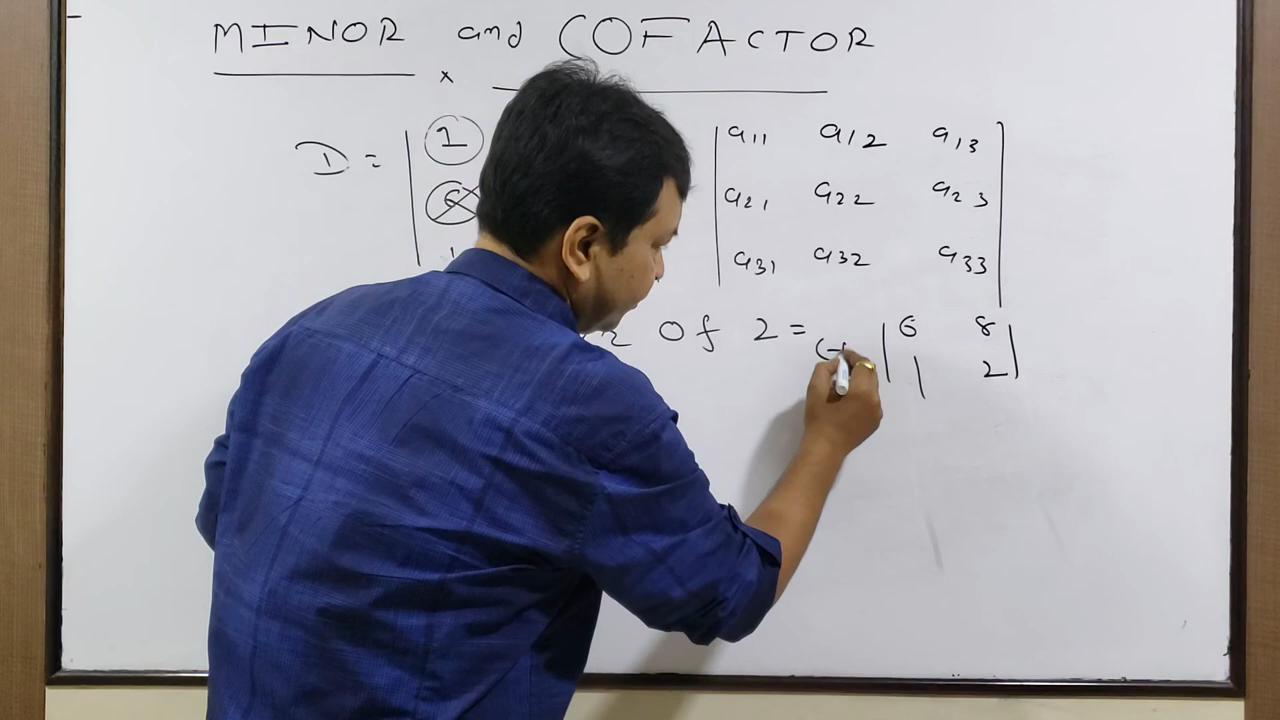 MINOR and COFACTOR
×
D = | 1 | a11 a12 a13 |
6 | a21 a22 a23 |
| a31 a32 a33 |
of 2 = (- | 6 8 |
| 1 2 |